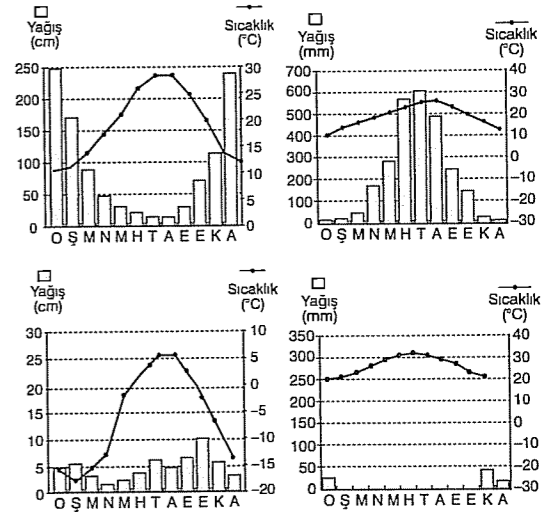 Yağış
(cm)
Sıcaklık
(°C)
250
200
150
100
50
0
30
25
20
15
10
5
0
O Ş M N M H T A E E K A
Yağış
(mm)
Sıcaklık
(°C)
700
600
500
400
300
200
100
0
40
30
20
10
0
–10
–20
–30
O Ş M N M H T A E E K A
Yağış
(cm)
Sıcaklık
(°C)
30
25
20
15
10
5
0
10
5
0
–5
–10
–15
–20
O Ş M N M H T A E E K A
Yağış
(mm)
Sıcaklık
(°C)
350
300
250
200
150
100
50
0
40
30
20
10
0
–10
–20
–30
O Ş M N M H T A E E K A